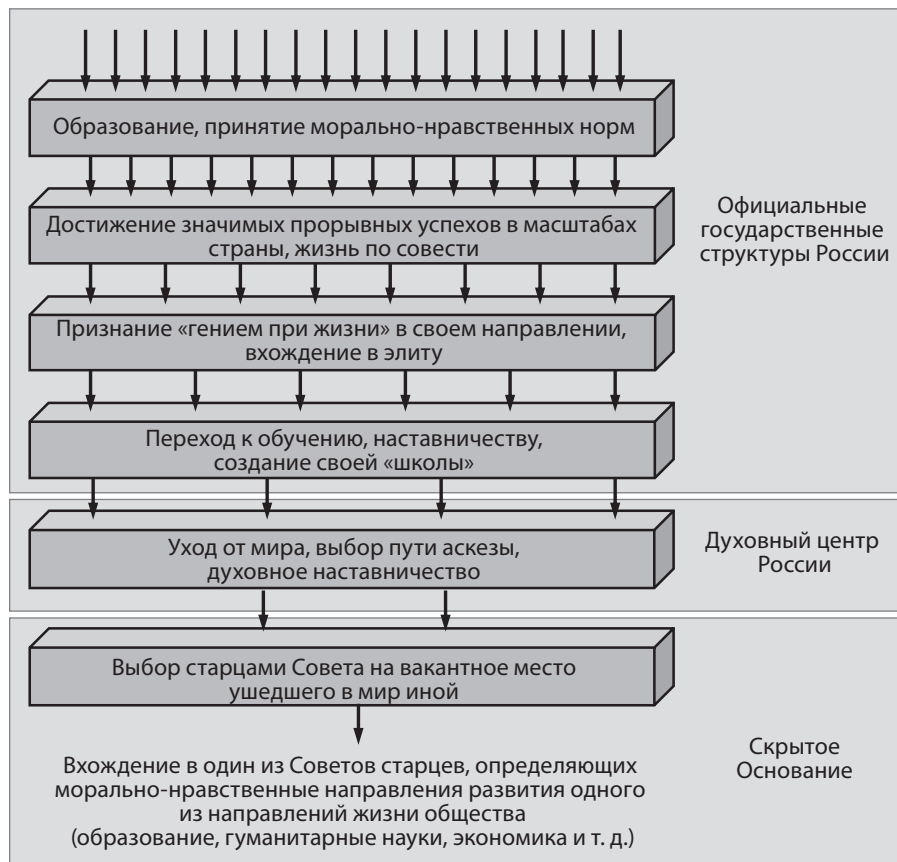 Образование, принятие морально-нравственных норм
Достижение значимых прорывных успехов в масштабах
страны, жизнь по совести
Официальные
государственные
структуры России
Признание «гением при жизни» в своем направлении,
вхождение в элиту
Переход к обучению, наставничеству,
создание своей «школы»
Уход от мира, выбор пути аскезы,
духовное наставничество
Духовный центр
России
Выбор старцами Совета на вакантное место
ушедшего в мир иной
Вхождение в один из Советов старцев, определяющих
морально-нравственные направления развития одного
из направлений жизни общества
(образование, гуманитарные науки, экономика и т. д.)
Скрытое
Основание